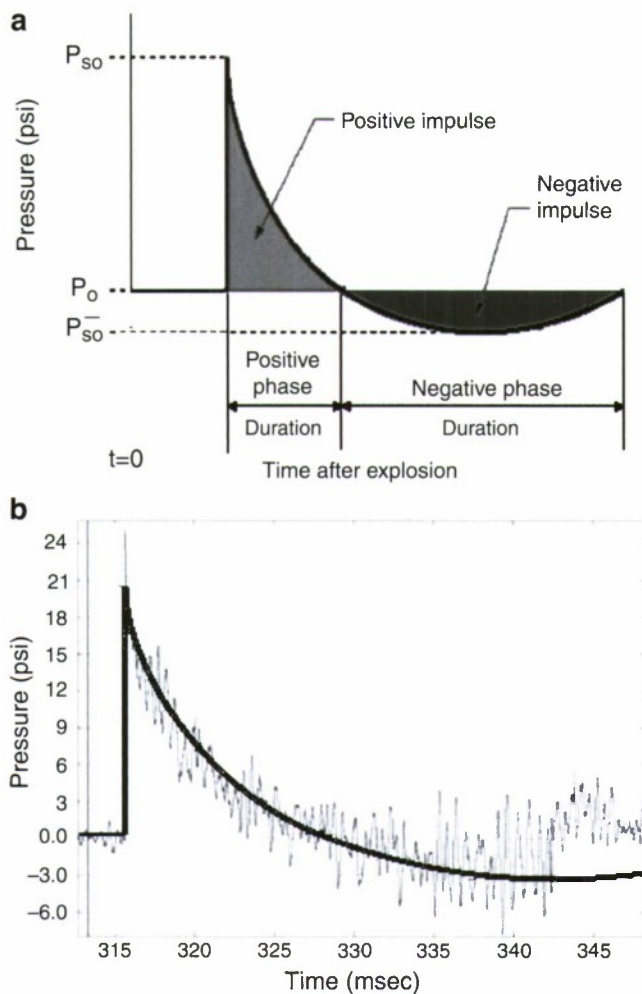 a
Pressure (psi)
Pso
Po
P̅so
Positive impulse
Negative
impulse
Positive
phase
Negative phase
Duration
Duration
t=0
Time after explosion
b
Pressure (psi)
24
21
18
15
12
9
6
3
0.0
−3.0
−6.0
315 320 325 330 335 340 345
Time (msec)